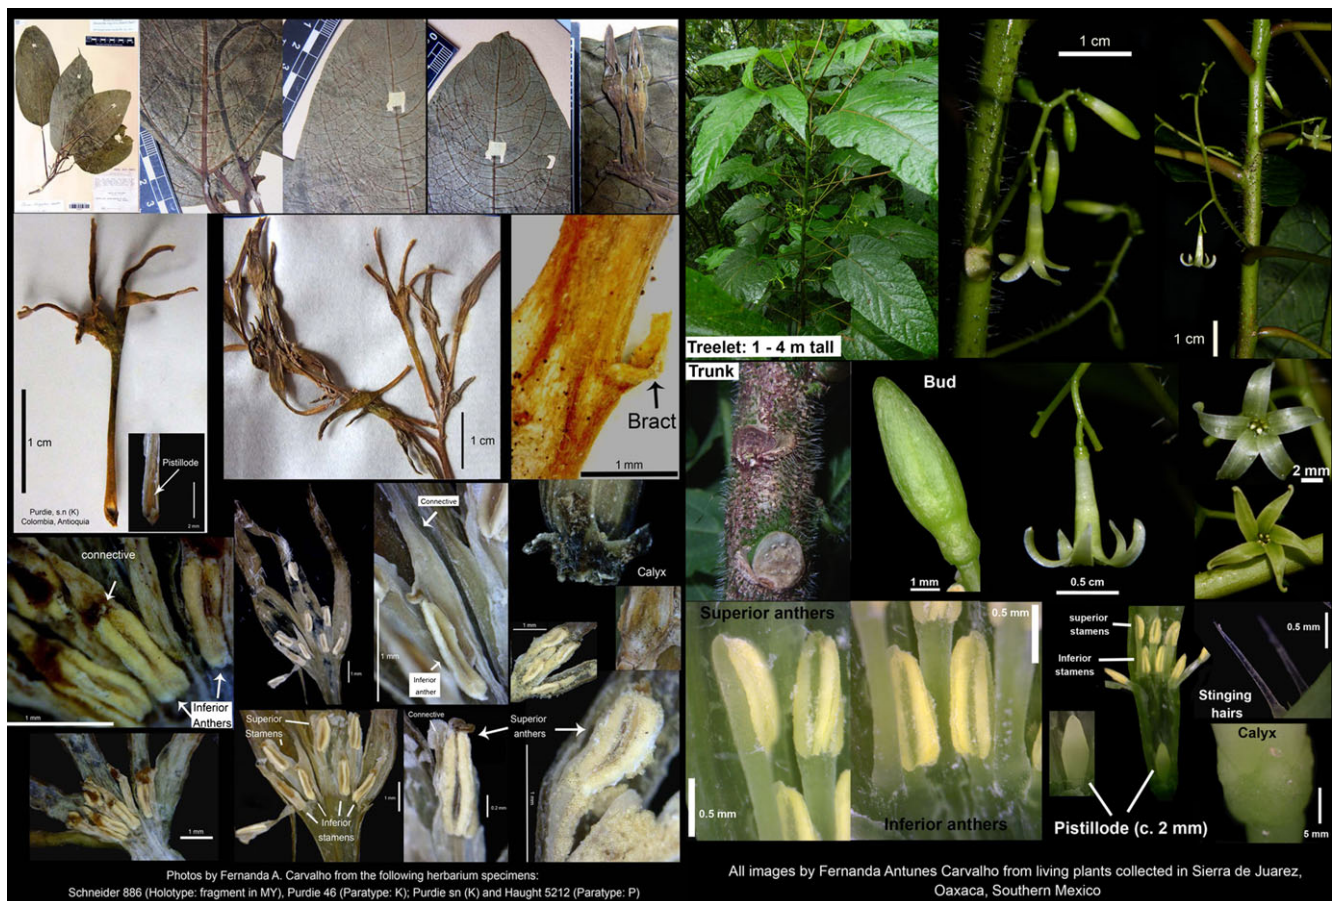 1 cm
Pistillode
2 mm
Purdie, s.n (K)
Colombia, Antioquia
1 cm
Bract
1 mm
connective
Inferior
Anthers
1 mm
1 mm
Connective
1 mm
Inferior
anther
Calyx
1 mm
1 mm
Superior
Stamens
Inferior
stamens
1 mm
Connective
Superior
anthers
0.2 mm
1 mm
Photos by Fernanda A. Carvalho from the following herbarium specimens:
Schneider 886 (Holotype: fragment in MY), Purdie 46 (Paratype: K); Purdie sn (K) and Haught 5212 (Paratype: P)
Treelet: 1 - 4 m tall
1 cm
1 cm
Trunk
Bud
1 mm
0.5 cm
2 mm
Superior anthers
0.5 mm
0.5 mm
Inferior anthers
superior
stamens
Inferior
stamens
Pistillode (c. 2 mm)
0.5 mm
Stinging
hairs
Calyx
5 mm
All images by Fernanda Antunes Carvalho from living plants collected in Sierra de Juarez,
Oaxaca, Southern Mexico